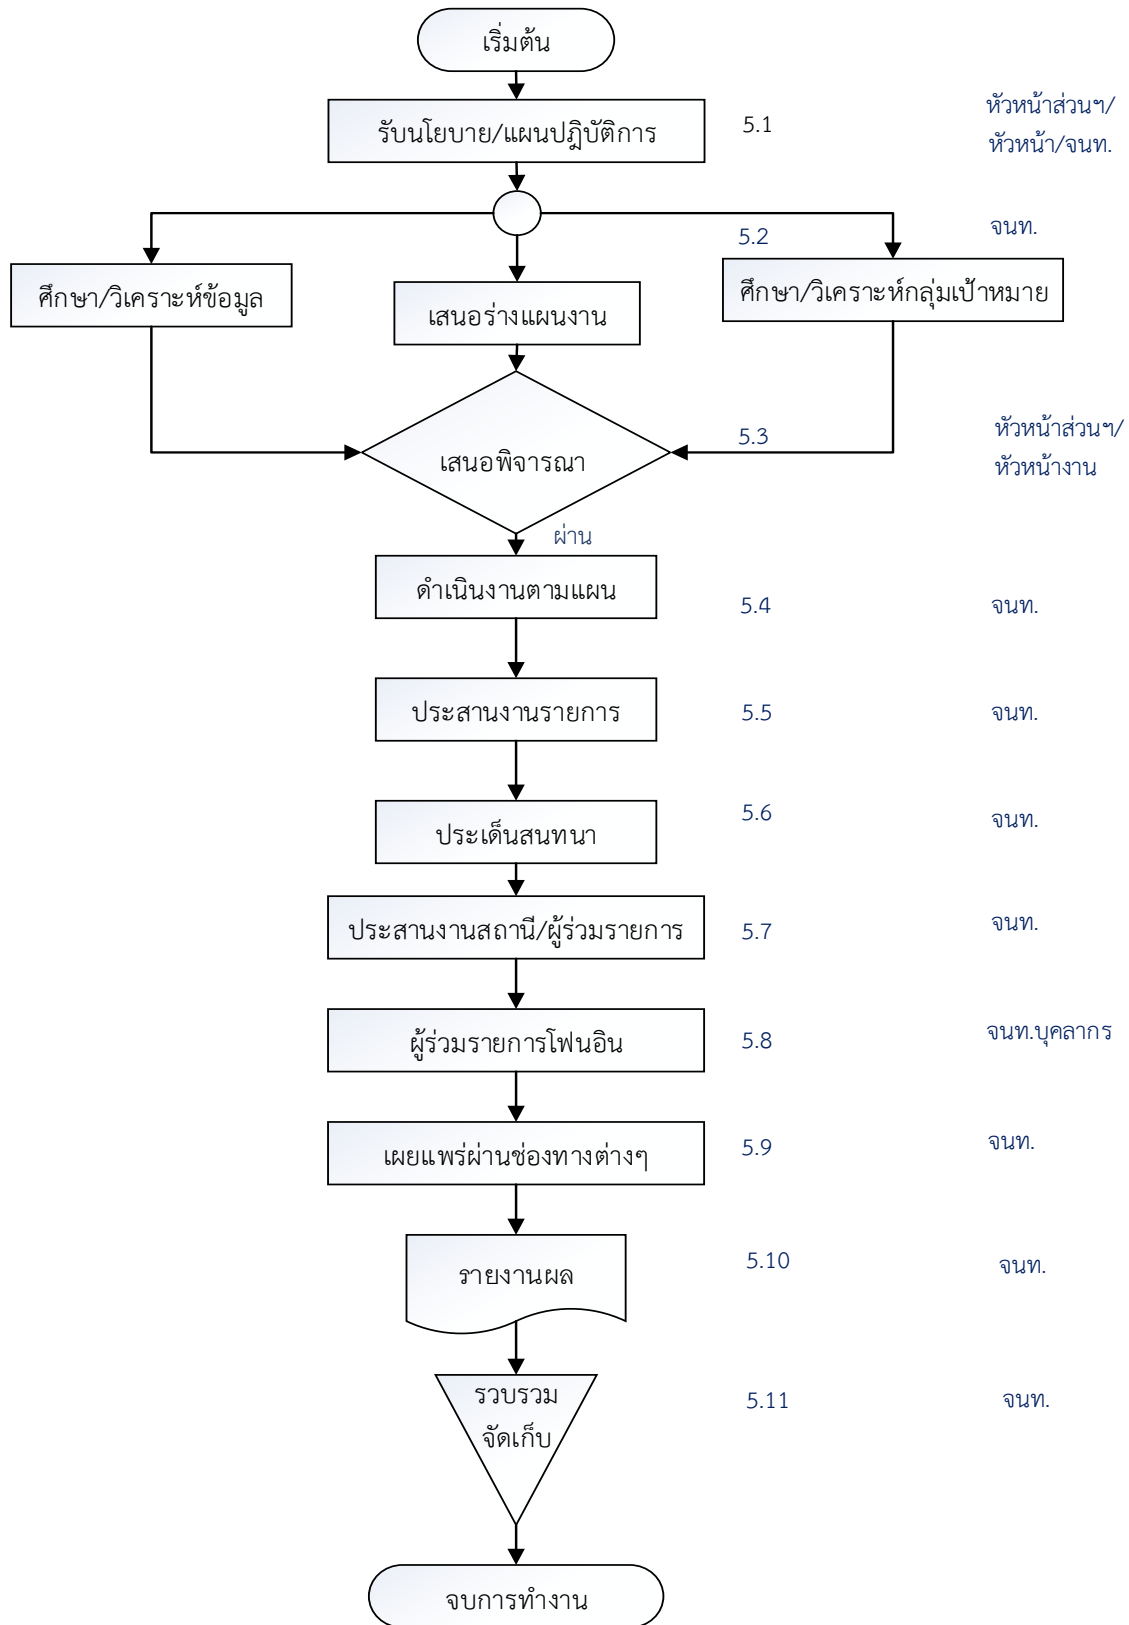 เริ่มต้น
รับนโยบาย/แผนปฏิบัติการ
5.1
หัวหน้าส่วนฯ/
หัวหน้า/จนท.
5.2
จนท.
ศึกษา/วิเคราะห์ข้อมูล
เสนอร่างแผนงาน
ศึกษา/วิเคราะห์กลุ่มเป้าหมาย
เสนอพิจารณา
5.3
หัวหน้าส่วนฯ/
หัวหน้างาน
ผ่าน
ดำเนินงานตามแผน
5.4
จนท.
ประสานงานรายการ
5.5
จนท.
ประเด็นสนทนา
5.6
จนท.
ประสานงานสถานี/ผู้ร่วมรายการ
5.7
จนท.
ผู้ร่วมรายการโฟนอิน
5.8
จนท.บุคลากร
เผยแพร่ผ่านช่องทางต่างๆ
5.9
จนท.
รายงานผล
5.10
จนท.
รวบรวม
จัดเก็บ
5.11
จนท.
จบการทำงาน